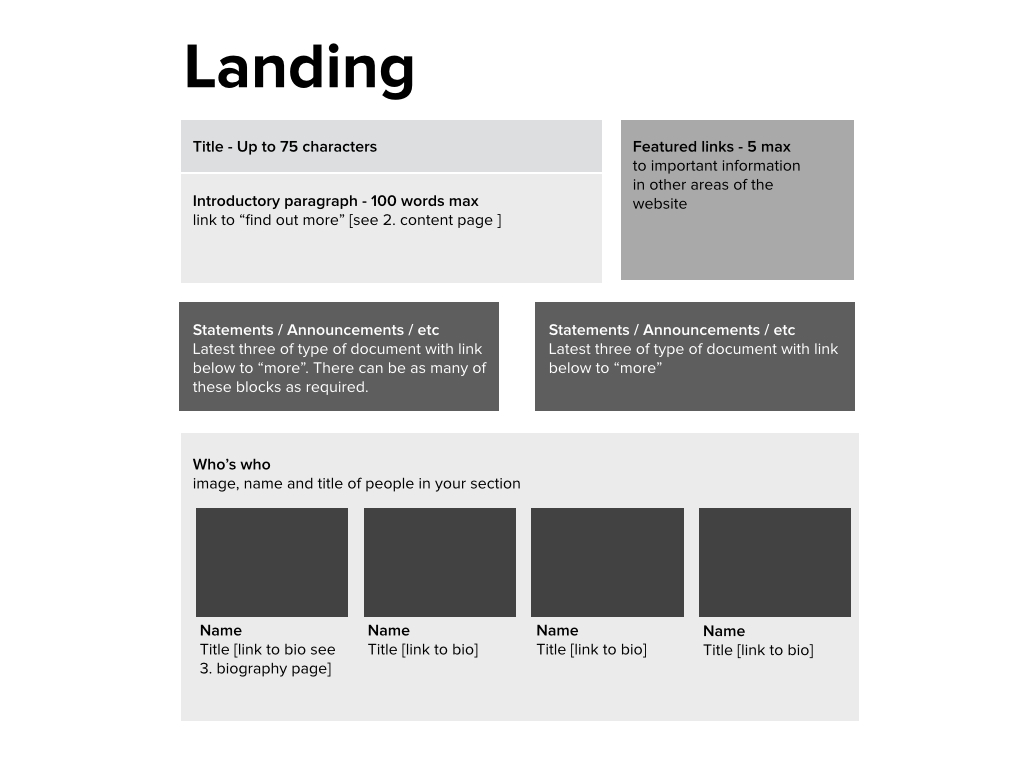 Landing
Title - Up to 75 characters
Introductory paragraph - 100 words max
link to “find out more” [see 2. content page ]
Featured links - 5 max
to important information
in other areas of the
website
Statements / Announcements / etc
Latest three of type of document with link
below to “more”. There can be as many of
these blocks as required.
Statements / Announcements / etc
Latest three of type of document with link
below to “more”
Who’s who
image, name and title of people in your section
Name
Title [link to bio see
3. biography page]
Name
Title [link to bio]
Name
Title [link to bio]
Name
Title [link to bio]